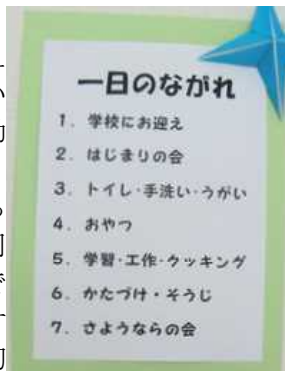 一日のながれ
1. 学校にお迎え
2. はじまりの会
3. トイレ･手洗い･うがい
4. おやつ
5. 学習･工作･クッキング
6. かたづけ・そうじ
7. さようならの会